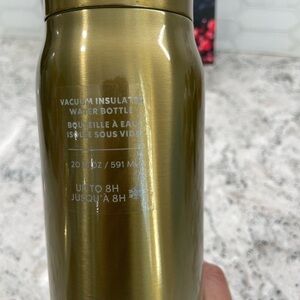 VACUUM INSULATED
WATER BOTTLE
BOUTEILLE À EAU
ISOLÉE SOUS VIDE
20 OZ / 591 ML
UP TO 8H
JUSQU'À 8H